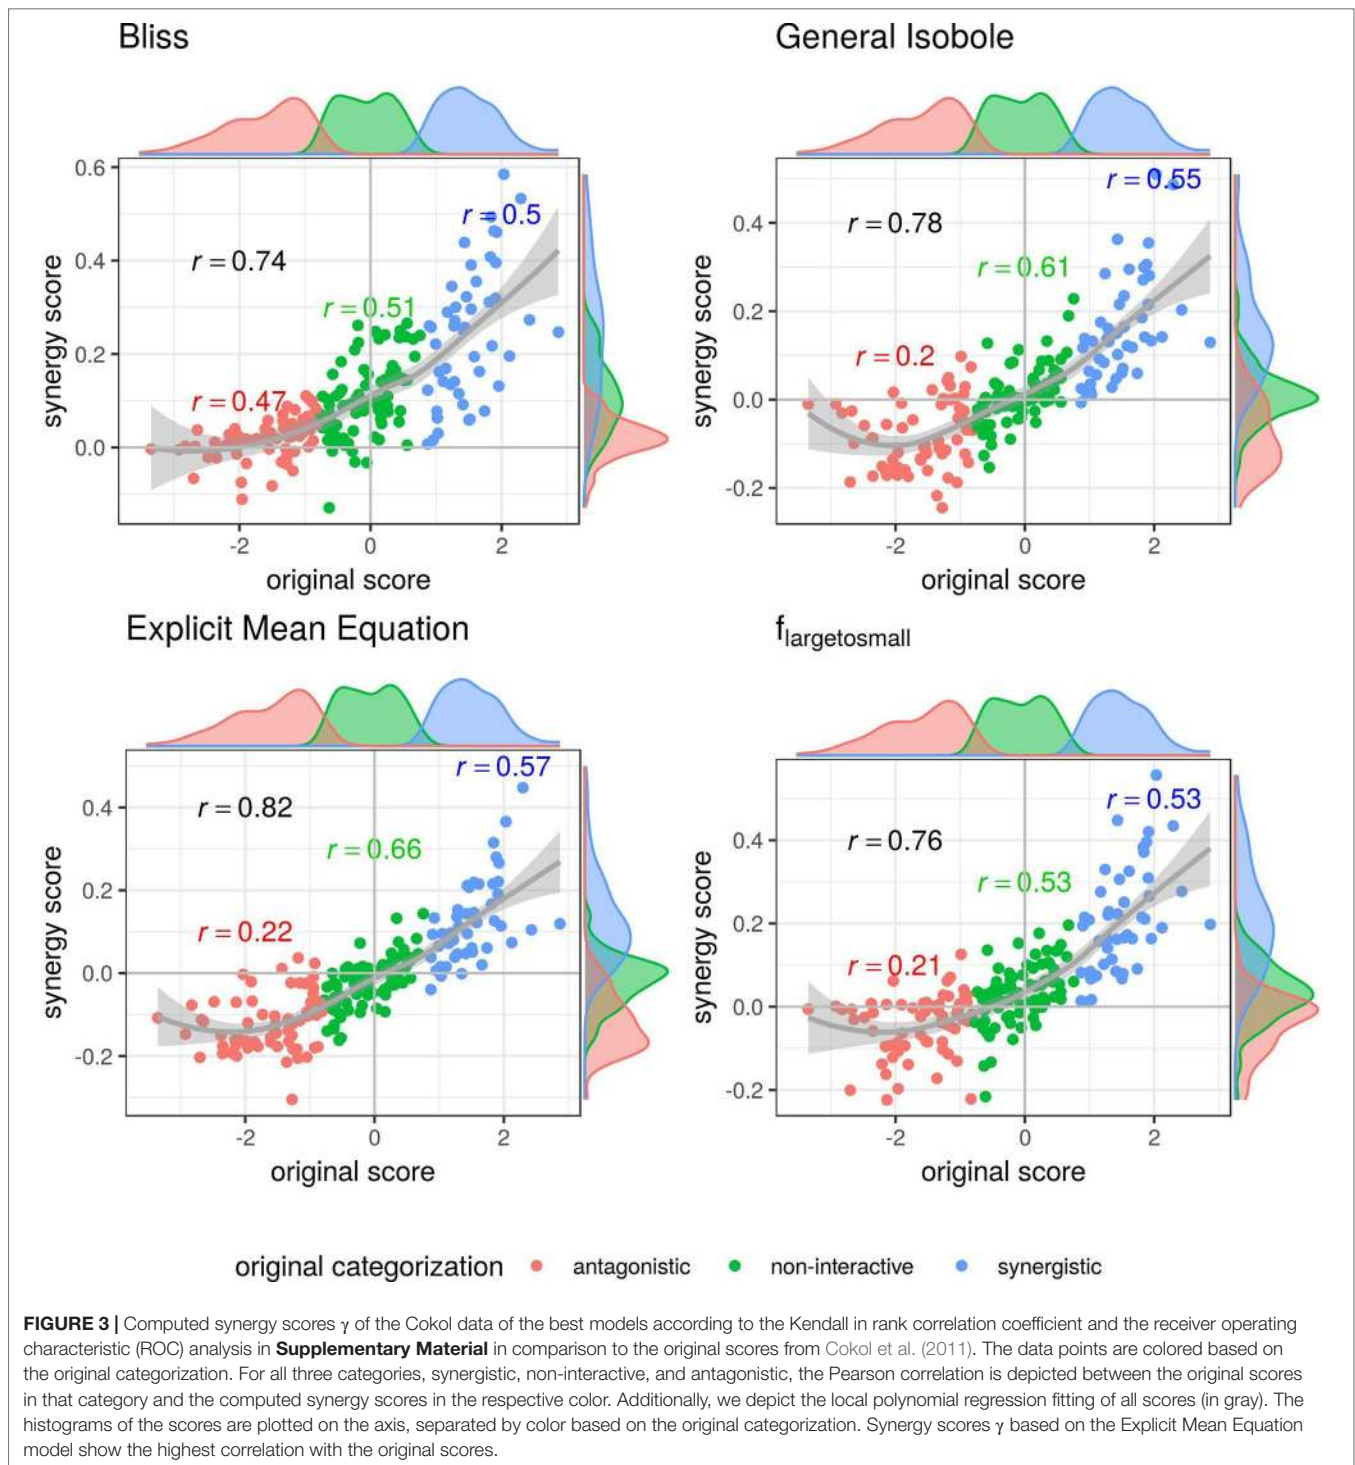 Bliss
General Isobole
0.6
0.4
0.2
0.0
synergy score
r = 0.74
r = 0.5
r = 0.51
r = 0.47
-2
0
2
original score
0.4
0.2
0.0
-0.2
synergy score
r = 0.78
r = 0.55
r = 0.61
r = 0.2
-2
0
2
original score
Explicit Mean Equation
flargetosmall
0.4
0.2
0.0
-0.2
synergy score
r = 0.82
r = 0.57
r = 0.66
r = 0.22
-2
0
2
original score
0.4
0.2
0.0
-0.2
synergy score
r = 0.76
r = 0.53
r = 0.53
r = 0.21
-2
0
2
original score
original categorization antagonistic non-interactive synergistic
FIGURE 3 | Computed synergy scores γ of the Cokol data of the best models according to the Kendall in rank correlation coefficient and the receiver operating
characteristic (ROC) analysis in Supplementary Material in comparison to the original scores from Cokol et al. (2011). The data points are colored based on
the original categorization. For all three categories, synergistic, non-interactive, and antagonistic, the Pearson correlation is depicted between the original scores
in that category and the computed synergy scores in the respective color. Additionally, we depict the local polynomial regression fitting of all scores (in gray). The
histograms of the scores are plotted on the axis, separated by color based on the original categorization. Synergy scores γ based on the Explicit Mean Equation
model show the highest correlation with the original scores.